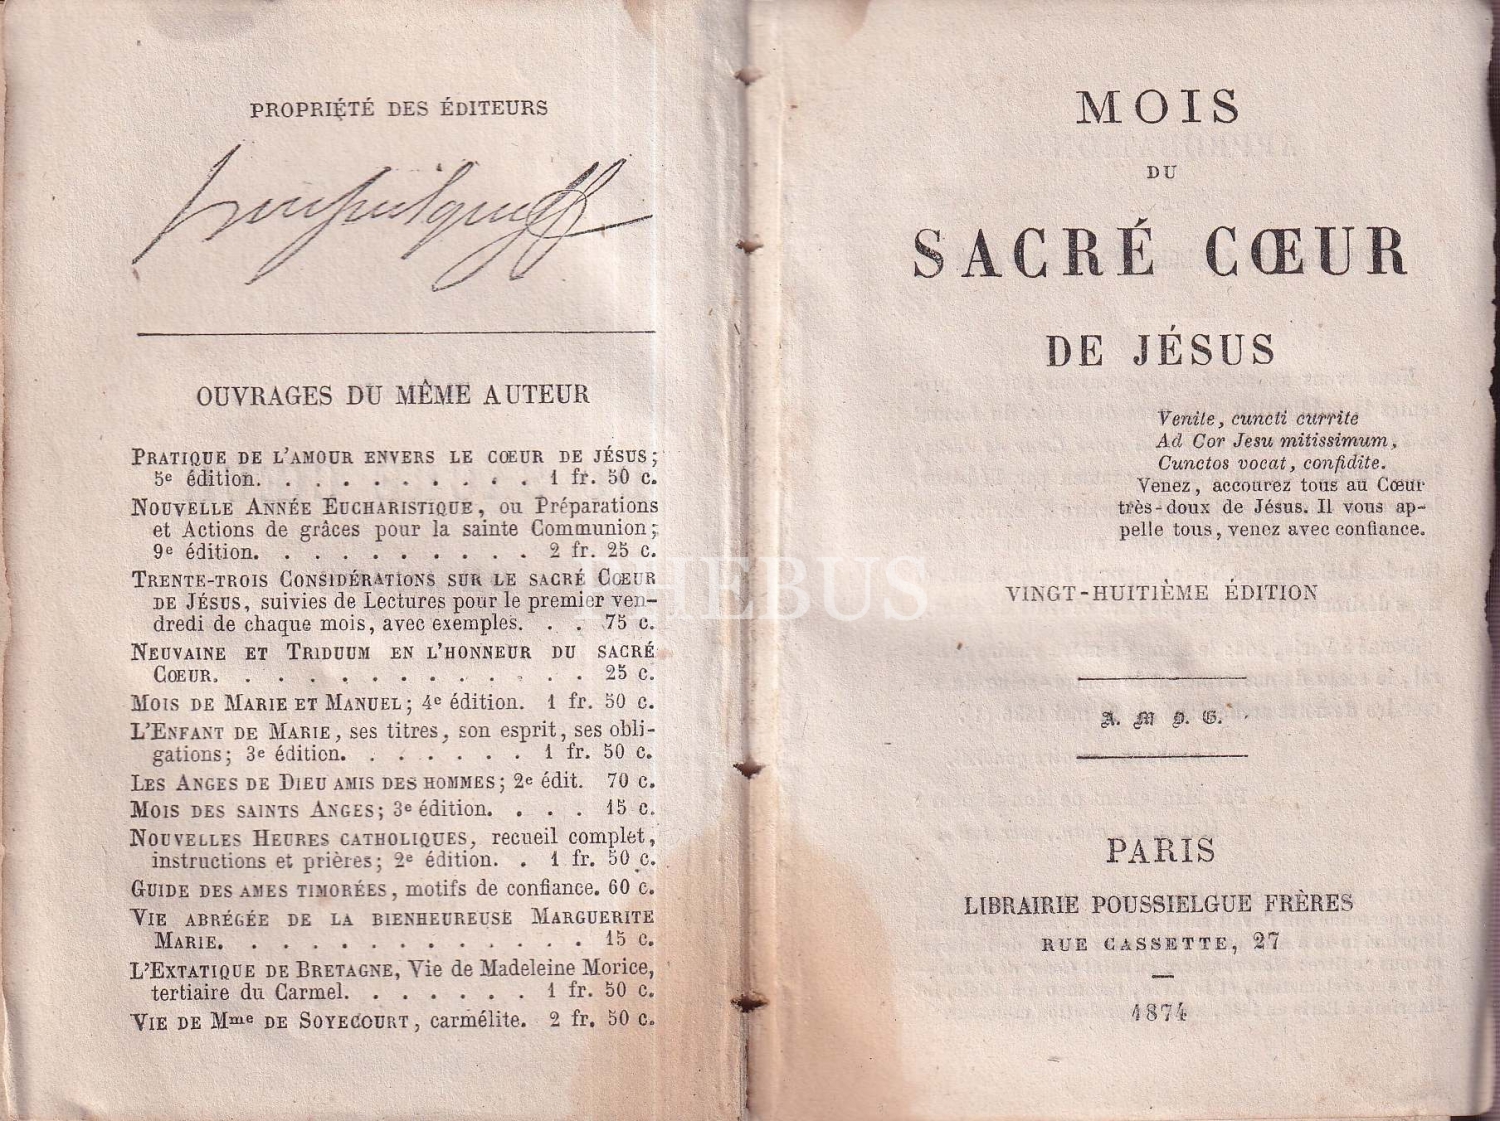 PROPRIÉTÉ DES ÉDITEURS
OUVRAGES DU MÊME AUTEUR
PRATIQUE DE L'AMOUR ENVERS LE CŒUR DE JÉSUS;
5e édition. . . . . . . . . . 1 fr. 50 c.
NOUVELLE ANNÉE EUCHARISTIQUE, ou Préparations
et Actions de grâces pour la sainte Communion;
9e édition. . . . . . . . . . 2 fr. 25 c.
TRENTE-TROIS CONSIDÉRATIONS SUR LE SACRÉ CŒUR
DE JÉSUS, suivies de Lectures pour le premier ven-
dredi de chaque mois, avec exemples. . . 75 c.
NEUVAINE ET TRIDUUM EN L'HONNEUR DU SACRÉ
CŒUR. . . . . . . . . . . . 25 c.
MOIS DE MARIE ET MANUEL; 4e édition. 1 fr. 50 c.
L'ENFANT DE MARIE, ses titres, son esprit, ses obli-
gations; 3e édition. . . . . . . 1 fr. 50 c.
LES ANGES DE DIEU AMIS DES HOMMES; 2e édit. 70 c.
MOIS DES SAINTS ANGES; 3e édition. . . . 15 c.
NOUVELLES HEURES CATHOLIQUES, recueil complet,
instructions et prières; 2e édition. . 1 fr. 50 c.
GUIDE DES AMES TIMORÉES, motifs de confiance. 60 c.
VIE ABRÉGÉE DE LA BIENHEUREUSE MARGUERITE
MARIE. . . . . . . . . . . . 15 c.
L'EXTATIQUE DE BRETAGNE, Vie de Madeleine Morice,
tertiaire du Carmel. . . . . . . 1 fr. 50 c.
VIE DE Mme DE SOYECOURT, carmélite. 2 fr. 50 c.
PHEBUS
MOIS
DU
SACRÉ CŒUR
DE JÉSUS
Venite, cuncti currite
Ad Cor Jesu mitissimum,
Cunctos vocat, confidite.
Venez, accourez tous au Cœur
très-doux de Jésus. Il vous ap-
pelle tous, venez avec confiance.
VINGT-HUITIÈME ÉDITION
A. M. D. G.
PARIS
LIBRAIRIE POUSSIELGUE FRÈRES
RUE CASSETTE, 27
1874